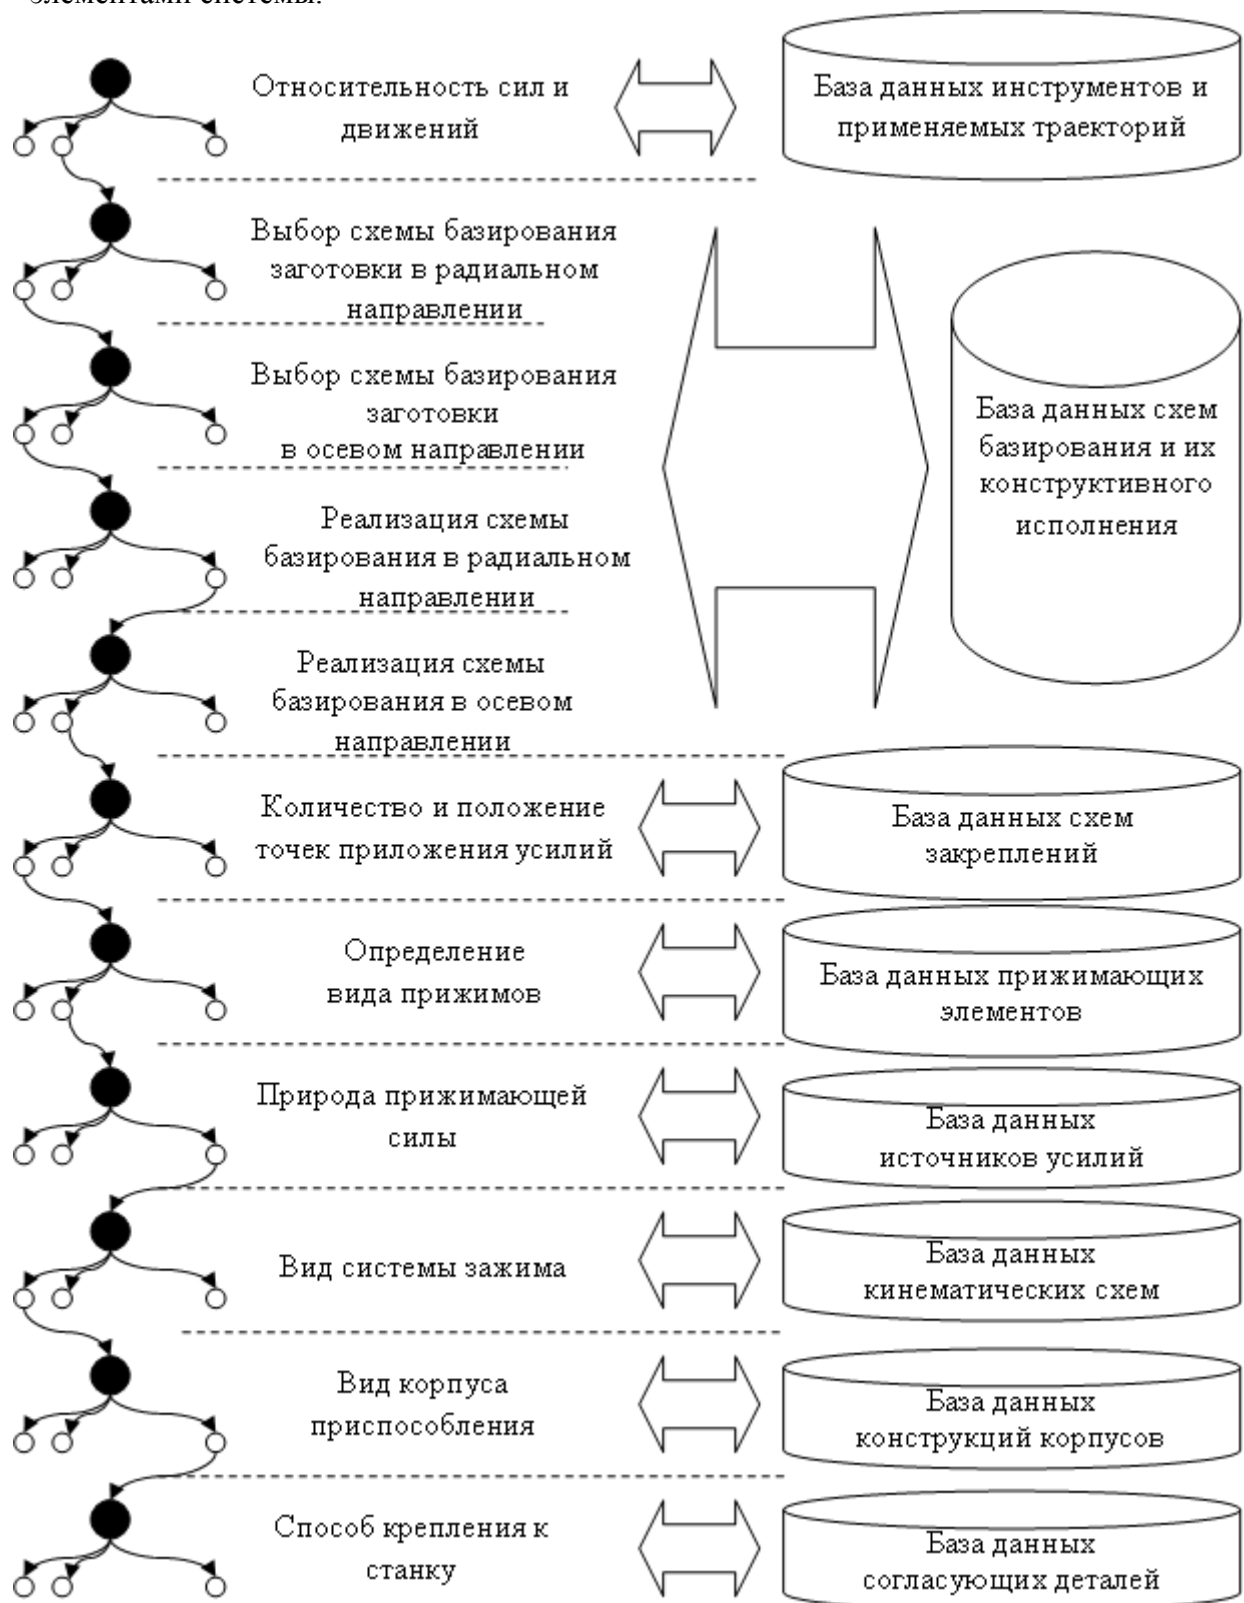 элементами системы.
Относительность сил и
движений
База данных инструментов и
применяемых траекторий
Выбор схемы базирования
заготовки в радиальном
направлении
Выбор схемы базирования
заготовки
в осевом направлении
Реализация схемы
базирования в радиальном
направлении
Реализация схемы
базирования в осевом
направлении
База данных схем
базирования и их
конструктивного
исполнения
Количество и положение
точек приложения усилий
База данных схем
закреплений
Определение
вида прижимов
База данных прижимающих
элементов
Природа прижимающей
силы
База данных
источников усилий
Вид системы зажима
База данных
кинематических схем
Вид корпуса
приспособления
База данных
конструкций корпусов
Способ крепления к
станку
База данных
согласующих деталей